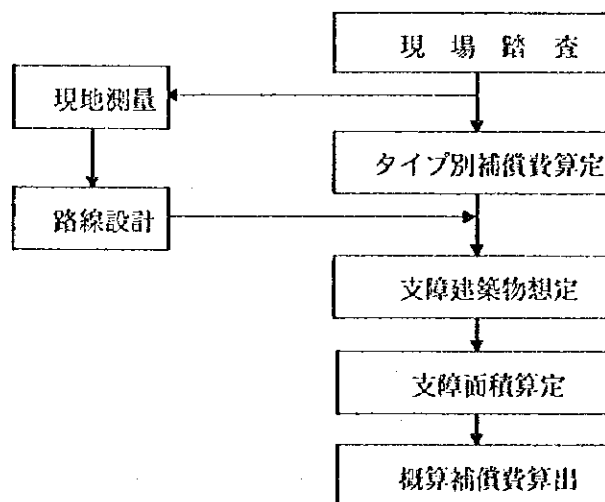 現場踏査
現地測量
タイプ別補償費算定
路線設計
支障建築物想定
支障面積算定
概算補償費算出